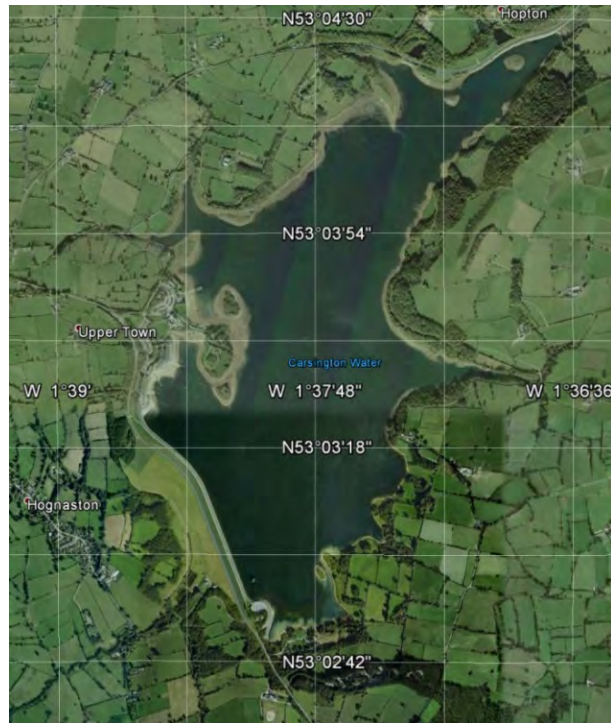 N53°04'30"
Hopton
N53°03'54"
Upper Town
Carsington Water
W 1°39'
W 1°37'48"
W 1°36'36
N53°03'18"
Hognaston
N53°02'42"